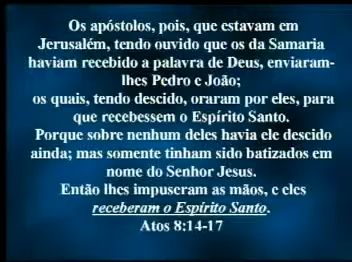 Os apóstolos, pois, que estavam em
Jerusalém, tendo ouvido que os da Samaria
haviam recebido a palavra de Deus, enviaram-
lhes Pedro e João;
os quais, tendo descido, oraram por eles, para
que recebessem o Espírito Santo.
Porque sobre nenhum deles havia ele descido
ainda; mas somente tinham sido batizados em
nome do Senhor Jesus.
Então lhes impuseram as mãos, e eles
receberam o Espírito Santo.
Atos 8:14-17